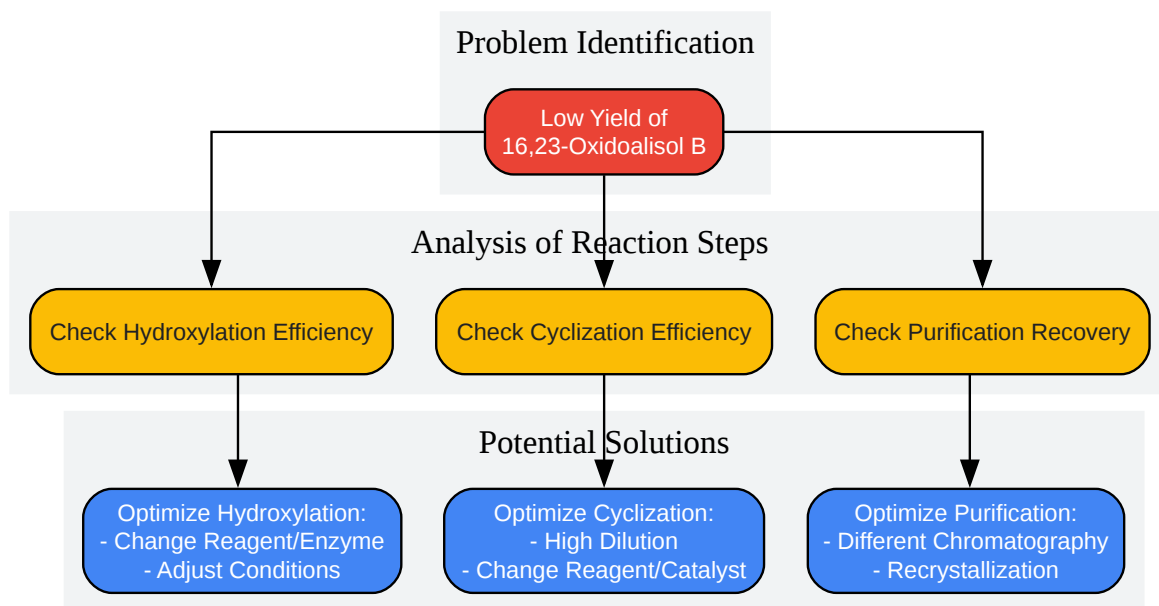 Problem Identification
Low Yield of
16,23-Oxidoalisol B
Analysis of Reaction Steps
Check Hydroxylation Efficiency
Check Cyclization Efficiency
Check Purification Recovery
Potential Solutions
Optimize Hydroxylation:
- Change Reagent/Enzyme
- Adjust Conditions
Optimize Cyclization:
- High Dilution
- Change Reagent/Catalyst
Optimize Purification:
- Different Chromatography
- Recrystallization